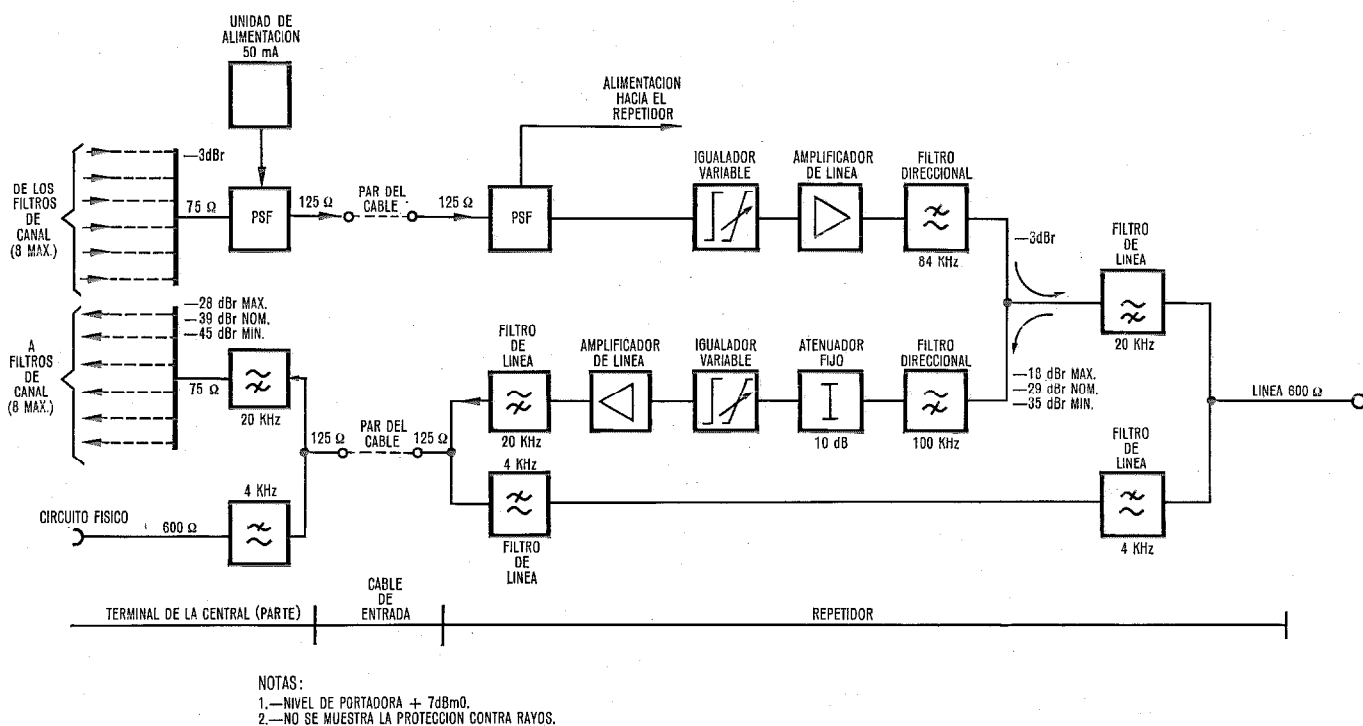 UNIDAD DE
ALIMENTACION
50 mA
ALIMENTACION
HACIA EL
REPETIDOR
DE LOS
FILTROS
DE
CANAL
(8 MAX.)
—3dBr
75 Ω
PSF
125 Ω
PAR DEL
CABLE
125 Ω
PSF
IGUALADOR
VARIABLE
AMPLIFICADOR
DE LINEA
FILTRO
DIRECCIONAL
84 KHz
—3dBr
FILTRO
DE
LINEA
20 KHz
A
FILTROS
DE
CANAL
(8 MAX.)
—28 dBr MAX.
—39 dBr NOM.
—45 dBr MIN.
75 Ω
20 KHz
125 Ω
PAR DEL
CABLE
125 Ω
FILTRO
DE
LINEA
20 KHz
AMPLIFICADOR
DE LINEA
IGUALADOR
VARIABLE
ATENUADOR
FIJO
10 dB
FILTRO
DIRECCIONAL
100 KHz
—18 dBr MAX.
—29 dBr NOM.
—35 dBr MIN.
LINEA 600 Ω
CIRCUITO FISICO
600 Ω
4 KHz
4 KHz
FILTRO
DE
LINEA
FILTRO
DE
LINEA
4 KHz
TERMINAL DE LA CENTRAL (PARTE)
CABLE
DE
ENTRADA
REPETIDOR
NOTAS:
1.—NIVEL DE PORTADORA + 7dBm0.
2.—NO SE MUESTRA LA PROTECCION CONTRA RAYOS.